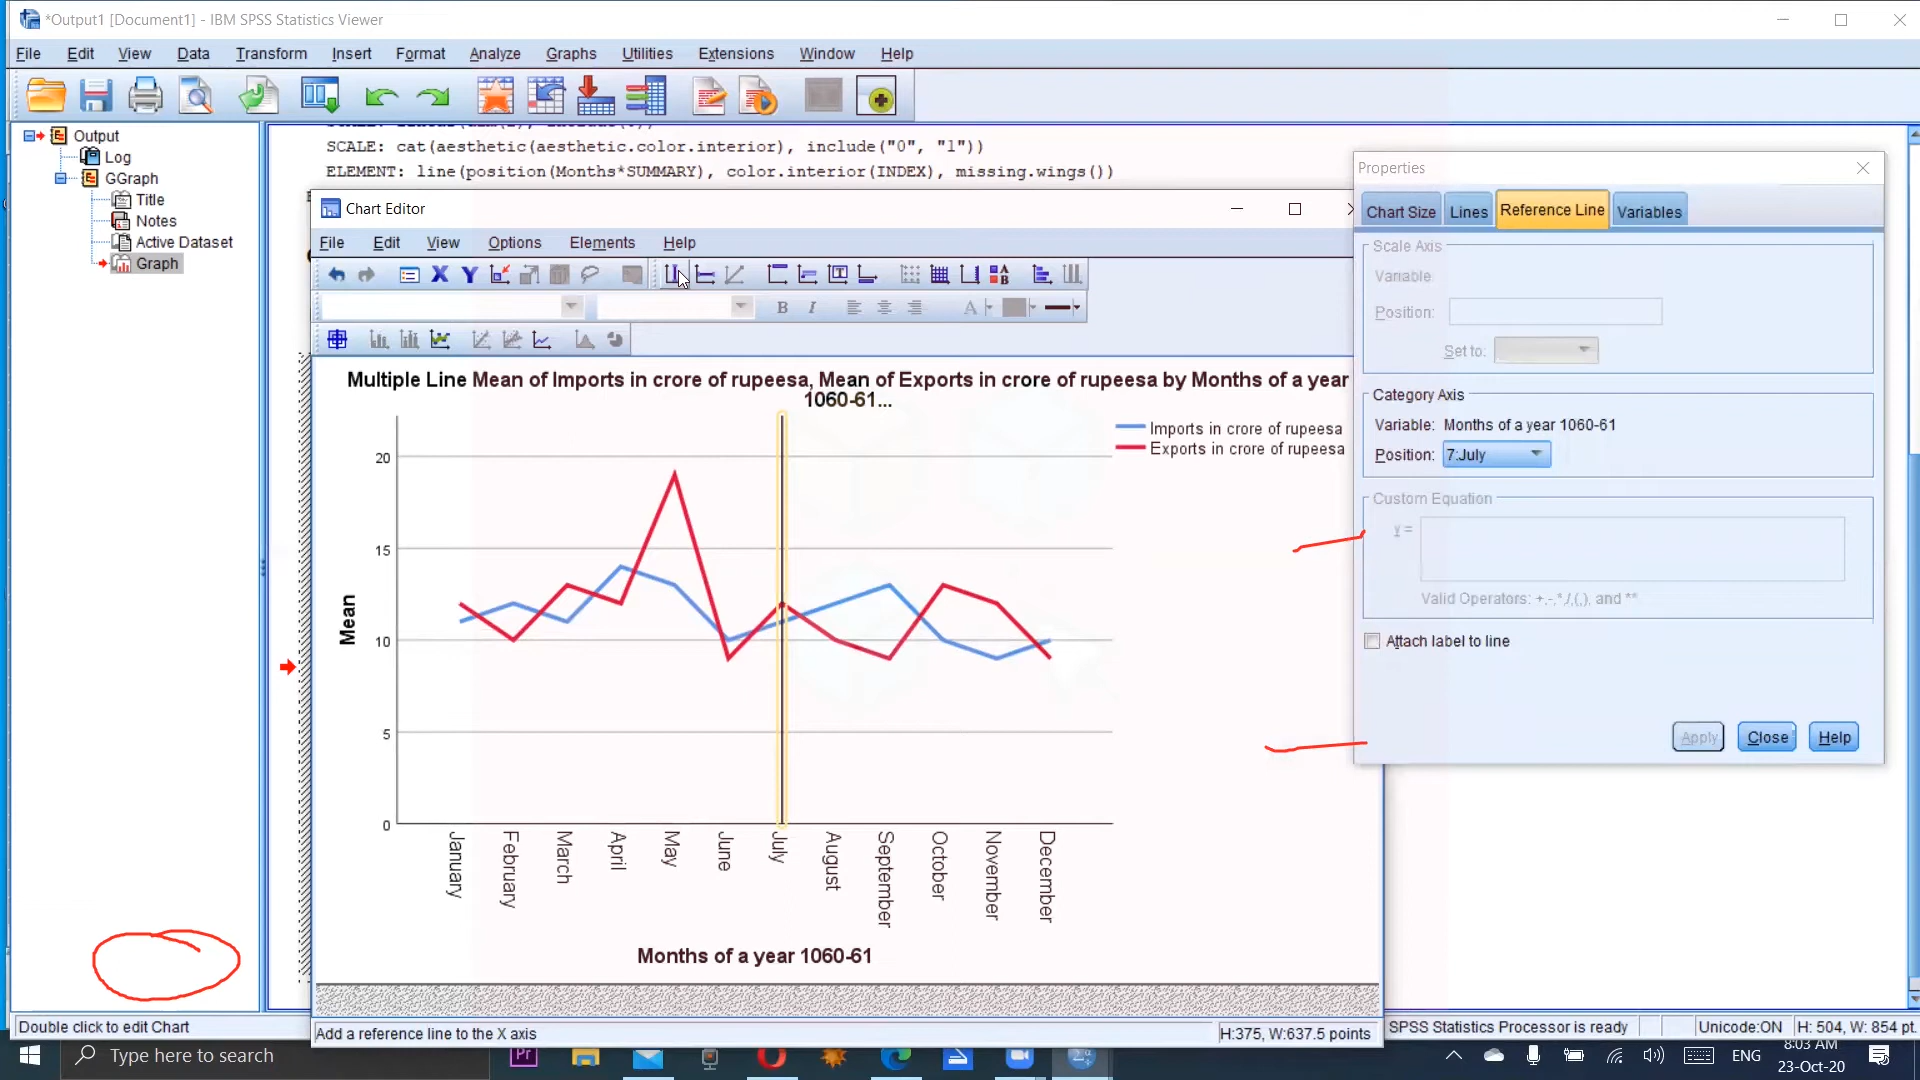 *Output1 [Document1] - IBM SPSS Statistics Viewer
File Edit View Data Transform Insert Format Analyze Graphs Utilities Extensions Window Help
Output
Log
GGraph
Title
Notes
Active Dataset
Graph
SCALE: cat(aesthetic(aesthetic.color.interior), include("0", "1"))
ELEMENT: line(position(Months*SUMMARY), color.interior(INDEX), missing.wings())
Chart Editor
File Edit View Options Elements Help
X Y
B I A
Multiple Line Mean of Imports in crore of rupeesa, Mean of Exports in crore of rupeesa by Months of a year
1060-61...
Imports in crore of rupeesa
Exports in crore of rupeesa
20
15
10
5
0
Mean
January February March April May June July August September October November December
Months of a year 1060-61
Add a reference line to the X axis H:375, W:637.5 points
Properties
Chart Size Lines Reference Line Variables
Scale Axis
Variable:
Position:
Set to:
Category Axis
Variable: Months of a year 1060-61
Position: 7:July
Custom Equation
Y =
Valid Operators: +,-,*,/,(,), and **
Attach label to line
Apply Close Help
Double click to edit Chart
SPSS Statistics Processor is ready Unicode:ON H: 504, W: 854 pt.
Type here to search
Pr
ENG
8:03 AM
23-Oct-20